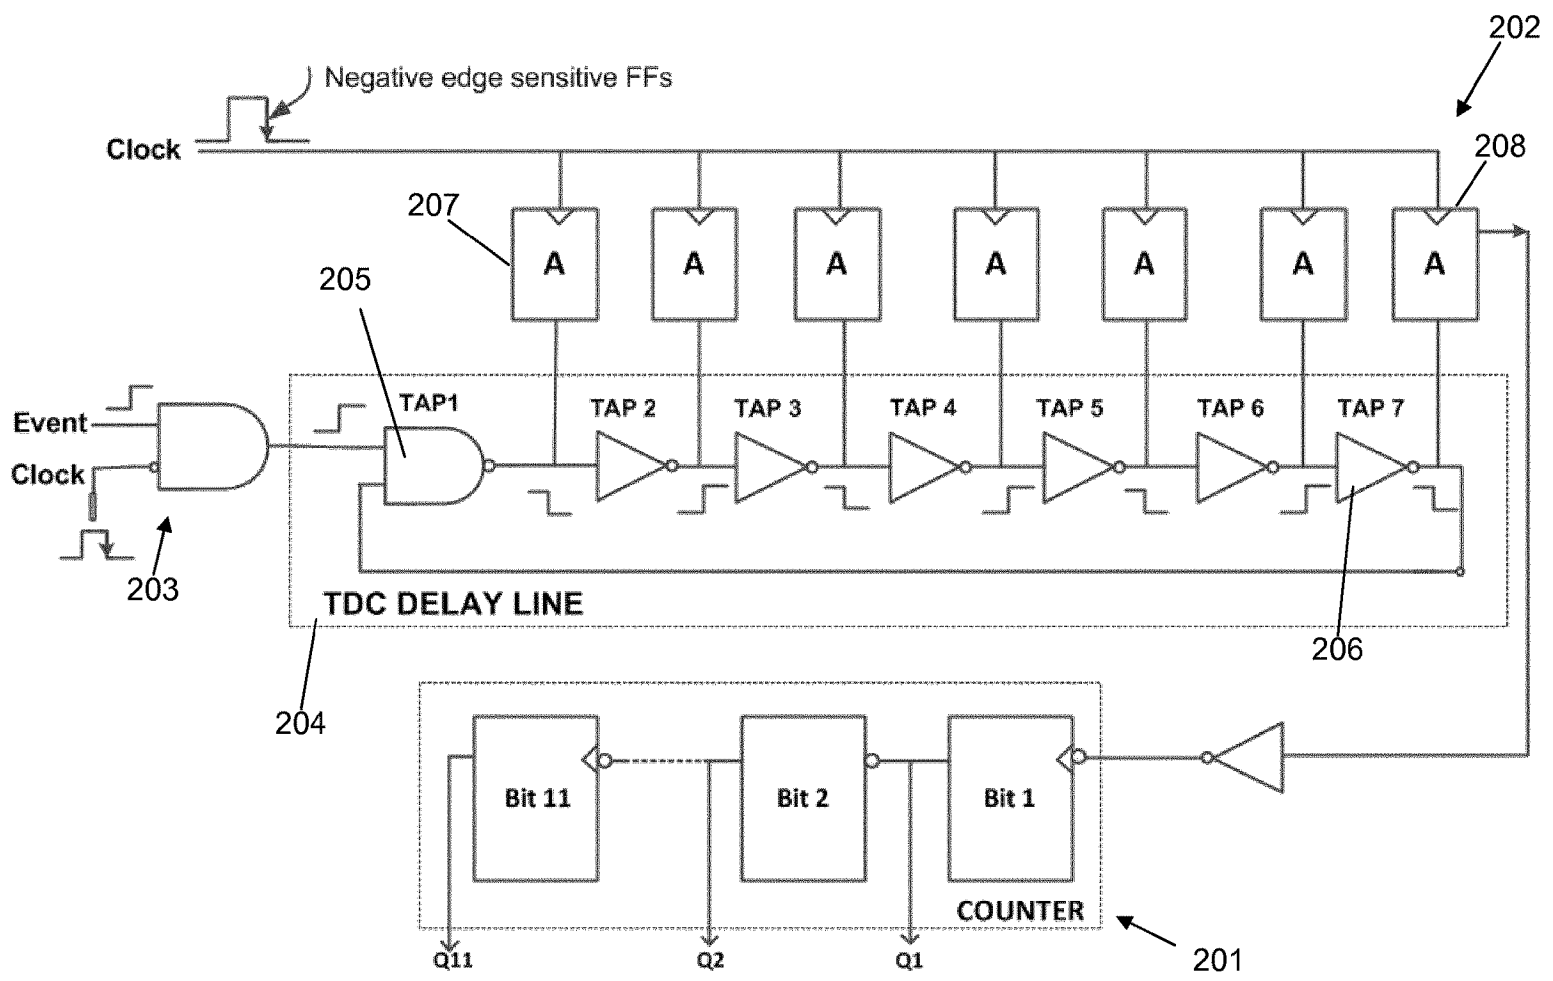 202
Negative edge sensitive FFs
Clock
208
207
A A A A A A A
205
TAP1 TAP 2 TAP 3 TAP 4 TAP 5 TAP 6 TAP 7
Event
Clock
203
TDC DELAY LINE
206
204
Bit 11 Bit 2 Bit 1
COUNTER
201
Q11 Q2 Q1